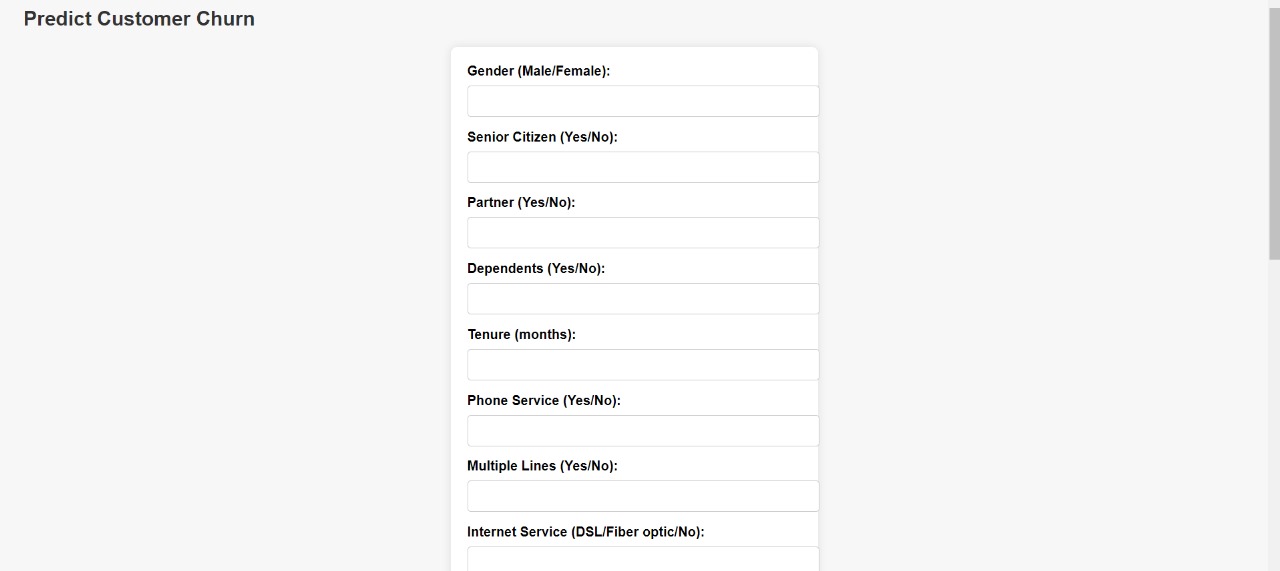 Predict Customer Churn
Gender (Male/Female):
Senior Citizen (Yes/No):
Partner (Yes/No):
Dependents (Yes/No):
Tenure (months):
Phone Service (Yes/No):
Multiple Lines (Yes/No):
Internet Service (DSL/Fiber optic/No):